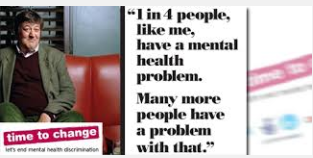 “1 in 4 people,
like me,
have a mental
health
problem.
Many more
people have
a problem
with that.”
time to change
let's end mental health discrimination